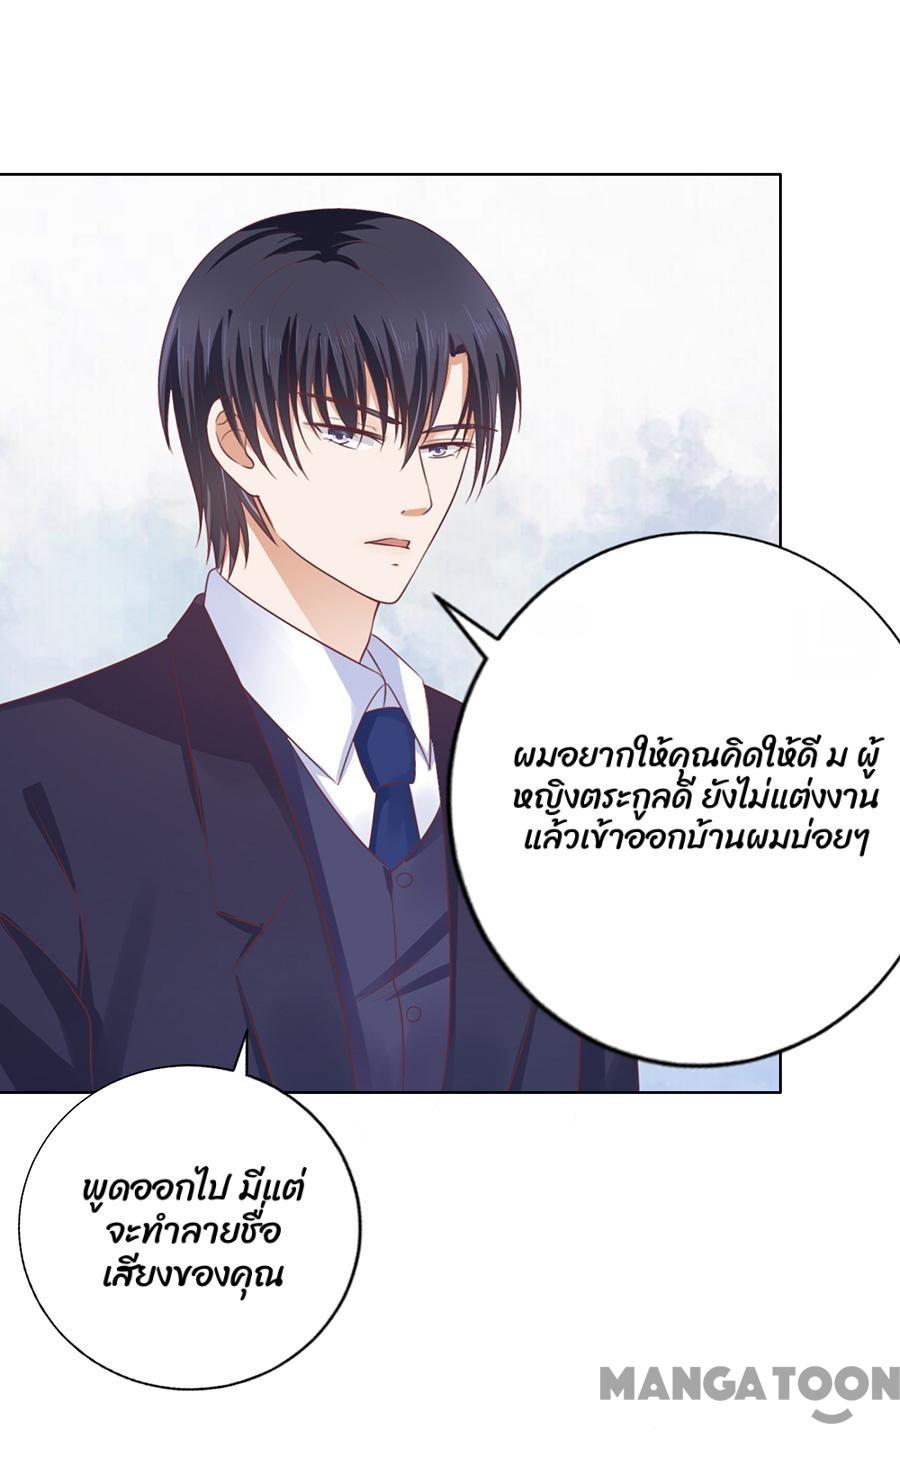 ผมอยากให้คุณคิดให้ดี ม ผู้
หญิงตระกูลดี ยังไม่แต่งงาน
แล้วเข้าออกบ้านผมบ่อยๆ
พูดออกไป มีแต่
จะทำลายชื่อ
เสียงของคุณ
MANGATOON